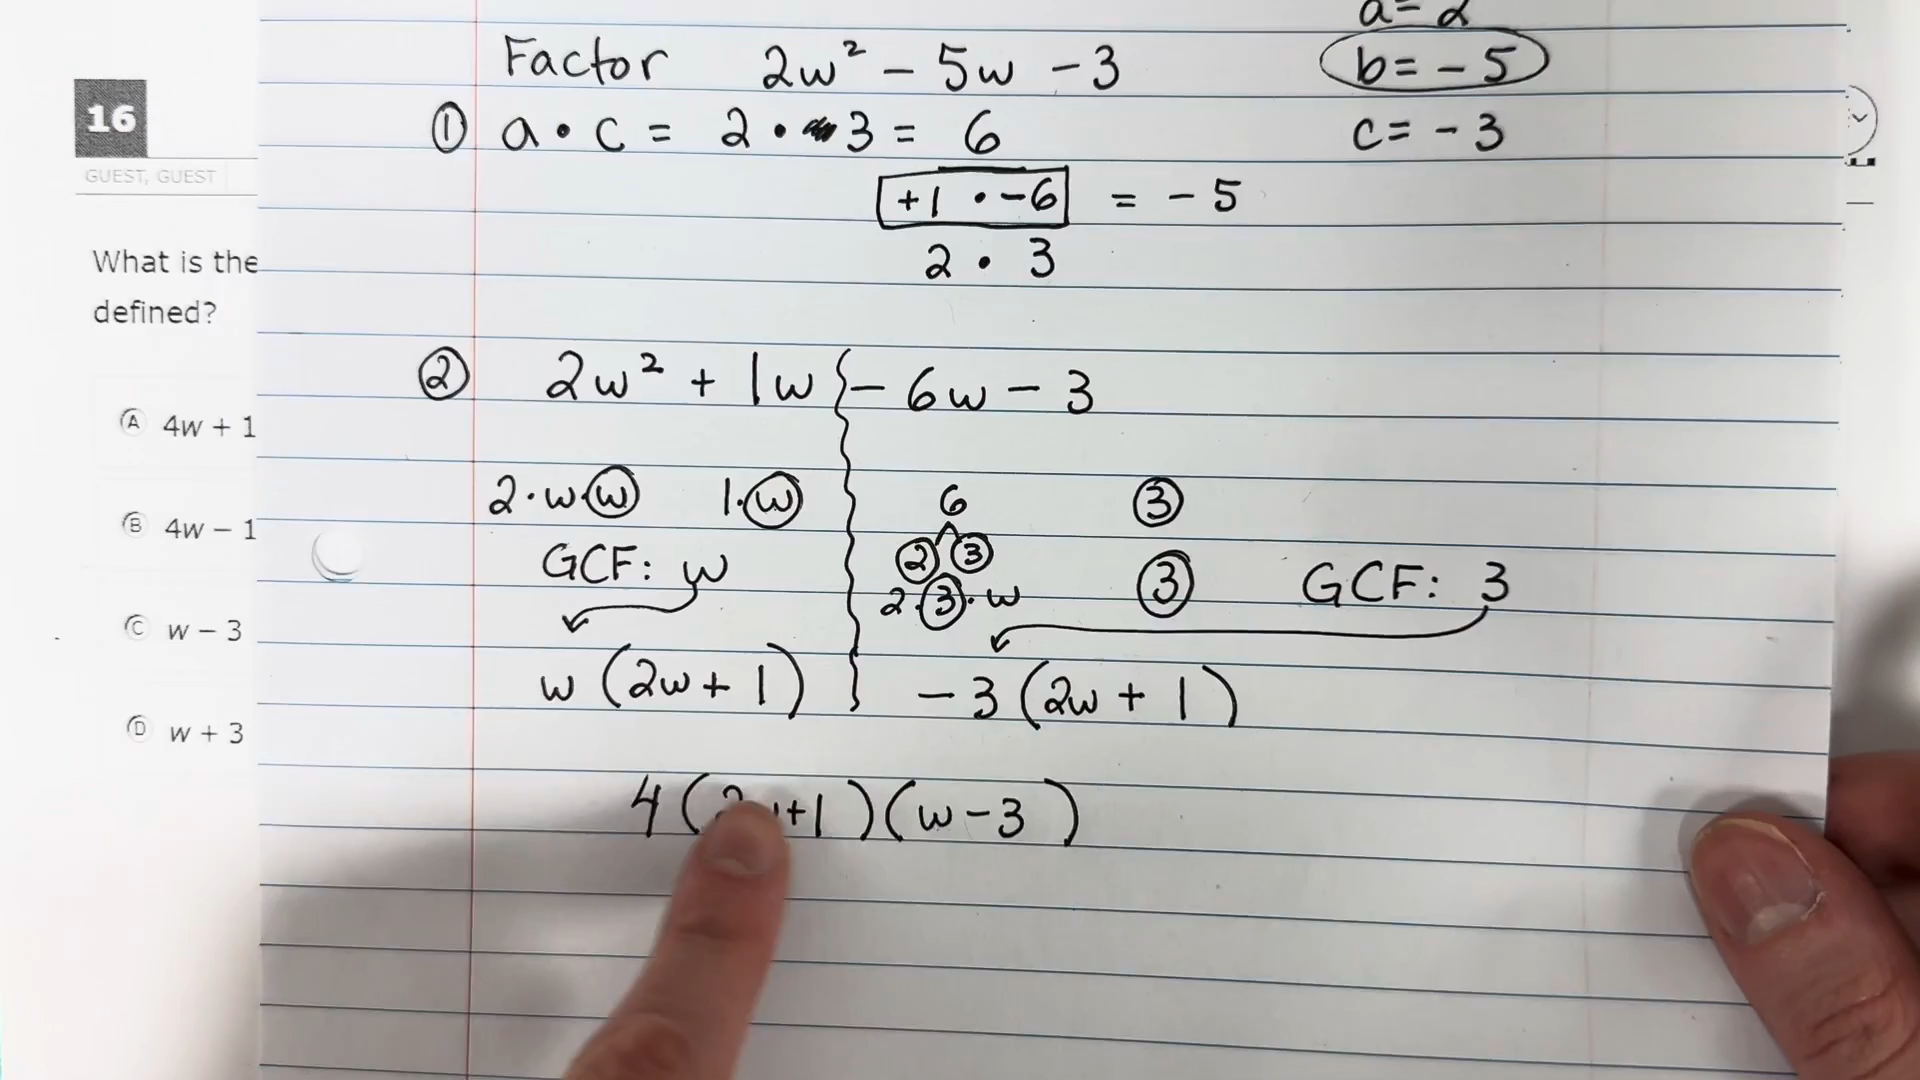 a = 2
Factor 2w² - 5w - 3
b = -5
16
① a • c = 2 • 3 = 6
c = -3
GUEST, GUEST
+1 • -6 = -5
2 • 3
What is the
defined?
② 2w² + 1w - 6w - 3
A 4w + 1
2 • w • w 1 • w 6 3
B 4w − 1
2 3
GCF: w
2 • 3 • w 3 GCF: 3
C w − 3
w (2w + 1) -3 (2w + 1)
D w + 3
4 ( +1) (w - 3)